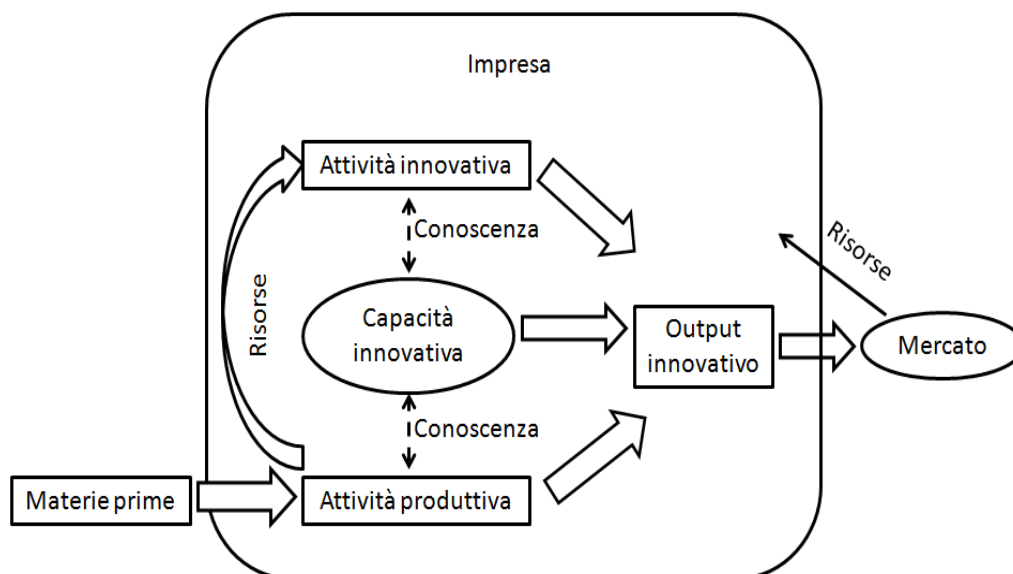 Impresa
Attività innovativa
Conoscenza
Risorse
Capacità
innovativa
Output
innovativo
Risorse
Mercato
Conoscenza
Materie prime
Attività produttiva